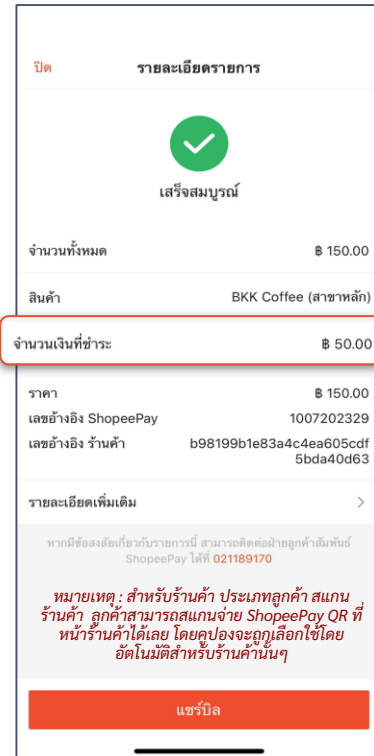 ปิด รายละเอียดรายการ
เสร็จสมบูรณ์
จำนวนทั้งหมด ฿ 150.00
สินค้า BKK Coffee (สาขาหลัก)
จำนวนเงินที่ชำระ ฿ 50.00
ราคา ฿ 150.00
เลขอ้างอิง ShopeePay 1007202329
เลขอ้างอิง ร้านค้า b98199b1e83a4c4ea605cdf
5bda40d63
รายละเอียดเพิ่มเติม
หากมีข้อสงสัยเกี่ยวกับรายการนี้ สามารถติดต่อฝ่ายลูกค้าสัมพันธ์
ShopeePay ได้ที่ 021189170
หมายเหตุ : สำหรับร้านค้า ประเภทลูกค้า สแกน
ร้านค้า ลูกค้าสามารถสแกนจ่าย ShopeePay QR ที่
หน้าร้านค้าได้เลย โดยคูปองจะถูกเลือกใช้โดย
อัตโนมัติสำหรับร้านค้านั้นๆ
แชร์บิล